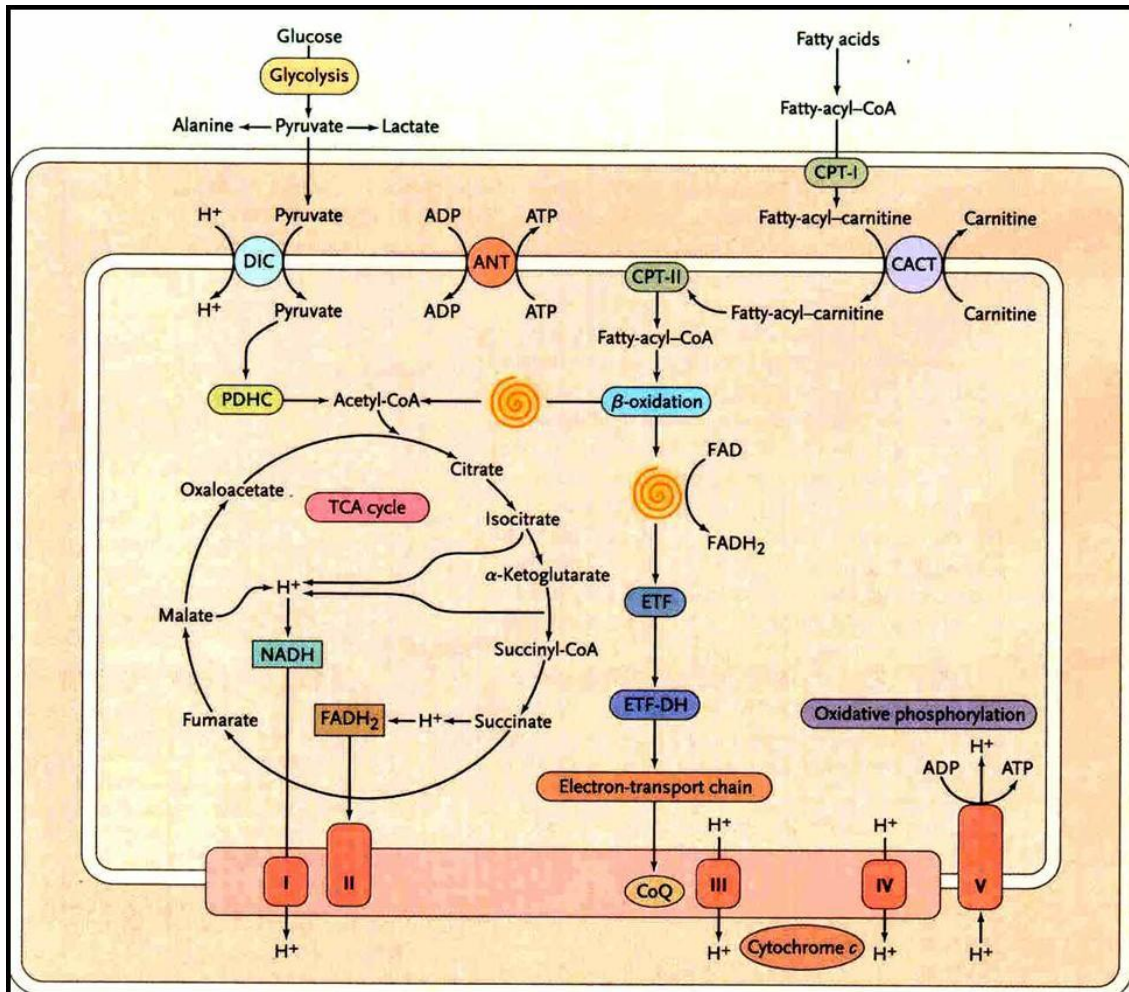 Glucose
Fatty acids
Glycolysis
Fatty-acyl–CoA
Alanine
Pyruvate
Lactate
CPT-I
H+
Pyruvate
ADP
ATP
Fatty-acyl–carnitine
Carnitine
DIC
ANT
CACT
CPT-II
H+
Pyruvate
ADP
ATP
Fatty-acyl–carnitine
Carnitine
Fatty-acyl–CoA
PDHC
Acetyl-CoA
β-oxidation
Citrate
FAD
Oxaloacetate
TCA cycle
Isocitrate
FADH2
α-Ketoglutarate
H+
ETF
Malate
NADH
Succinyl-CoA
ETF-DH
Fumarate
FADH2
H+
Succinate
Oxidative phosphorylation
H+
ADP
ATP
Electron-transport chain
H+
H+
I
II
CoQ
III
IV
V
H+
H+
Cytochrome c
H+
H+